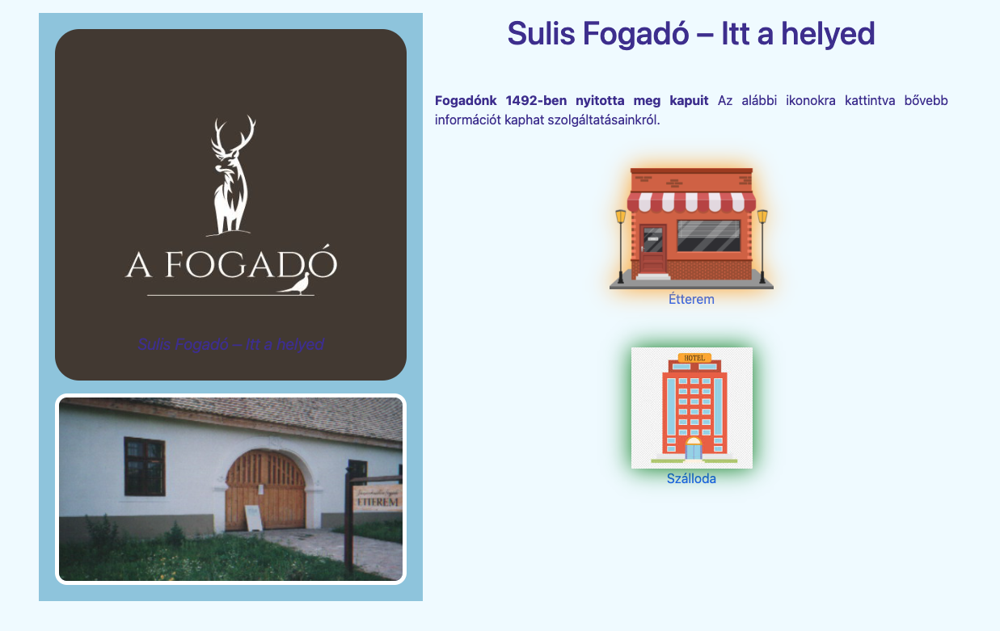 A FOGADÓ
Sulis Fogadó – Itt a helyed
ÉTTEREM
Sulis Fogadó – Itt a helyed
Fogadónk 1492-ben nyitotta meg kapuit Az alábbi ikonokra kattintva bővebb
információt kaphat szolgáltatásainkról.
Étterem
HOTEL
Szálloda